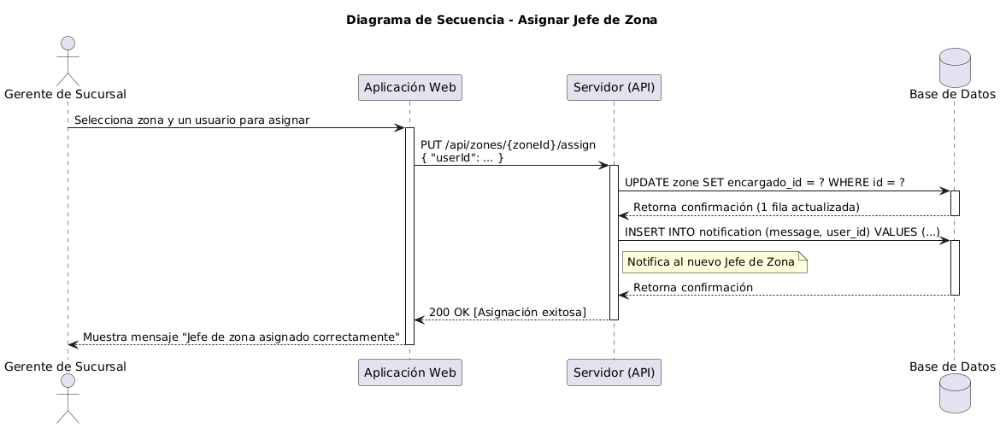 Diagrama de Secuencia - Asignar Jefe de Zona
Gerente de Sucursal
Aplicación Web
Servidor (API)
Base de Datos
Selecciona zona y un usuario para asignar
PUT /api/zones/{zoneId}/assign
{ "userId": ... }
UPDATE zone SET encargado_id = ? WHERE id = ?
Retorna confirmación (1 fila actualizada)
INSERT INTO notification (message, user_id) VALUES (...)
Notifica al nuevo Jefe de Zona
Retorna confirmación
200 OK [Asignación exitosa]
Muestra mensaje "Jefe de zona asignado correctamente"
Gerente de Sucursal
Aplicación Web
Servidor (API)
Base de Datos